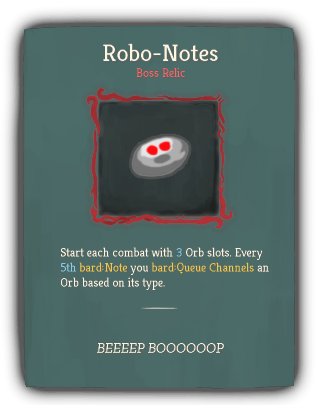 Robo-Notes
Boss Relic
Start each combat with 3 Orb slots. Every
5th bard:Note you bard:Queue Channels an
Orb based on its type.
BEEEEP BOOOOOOP